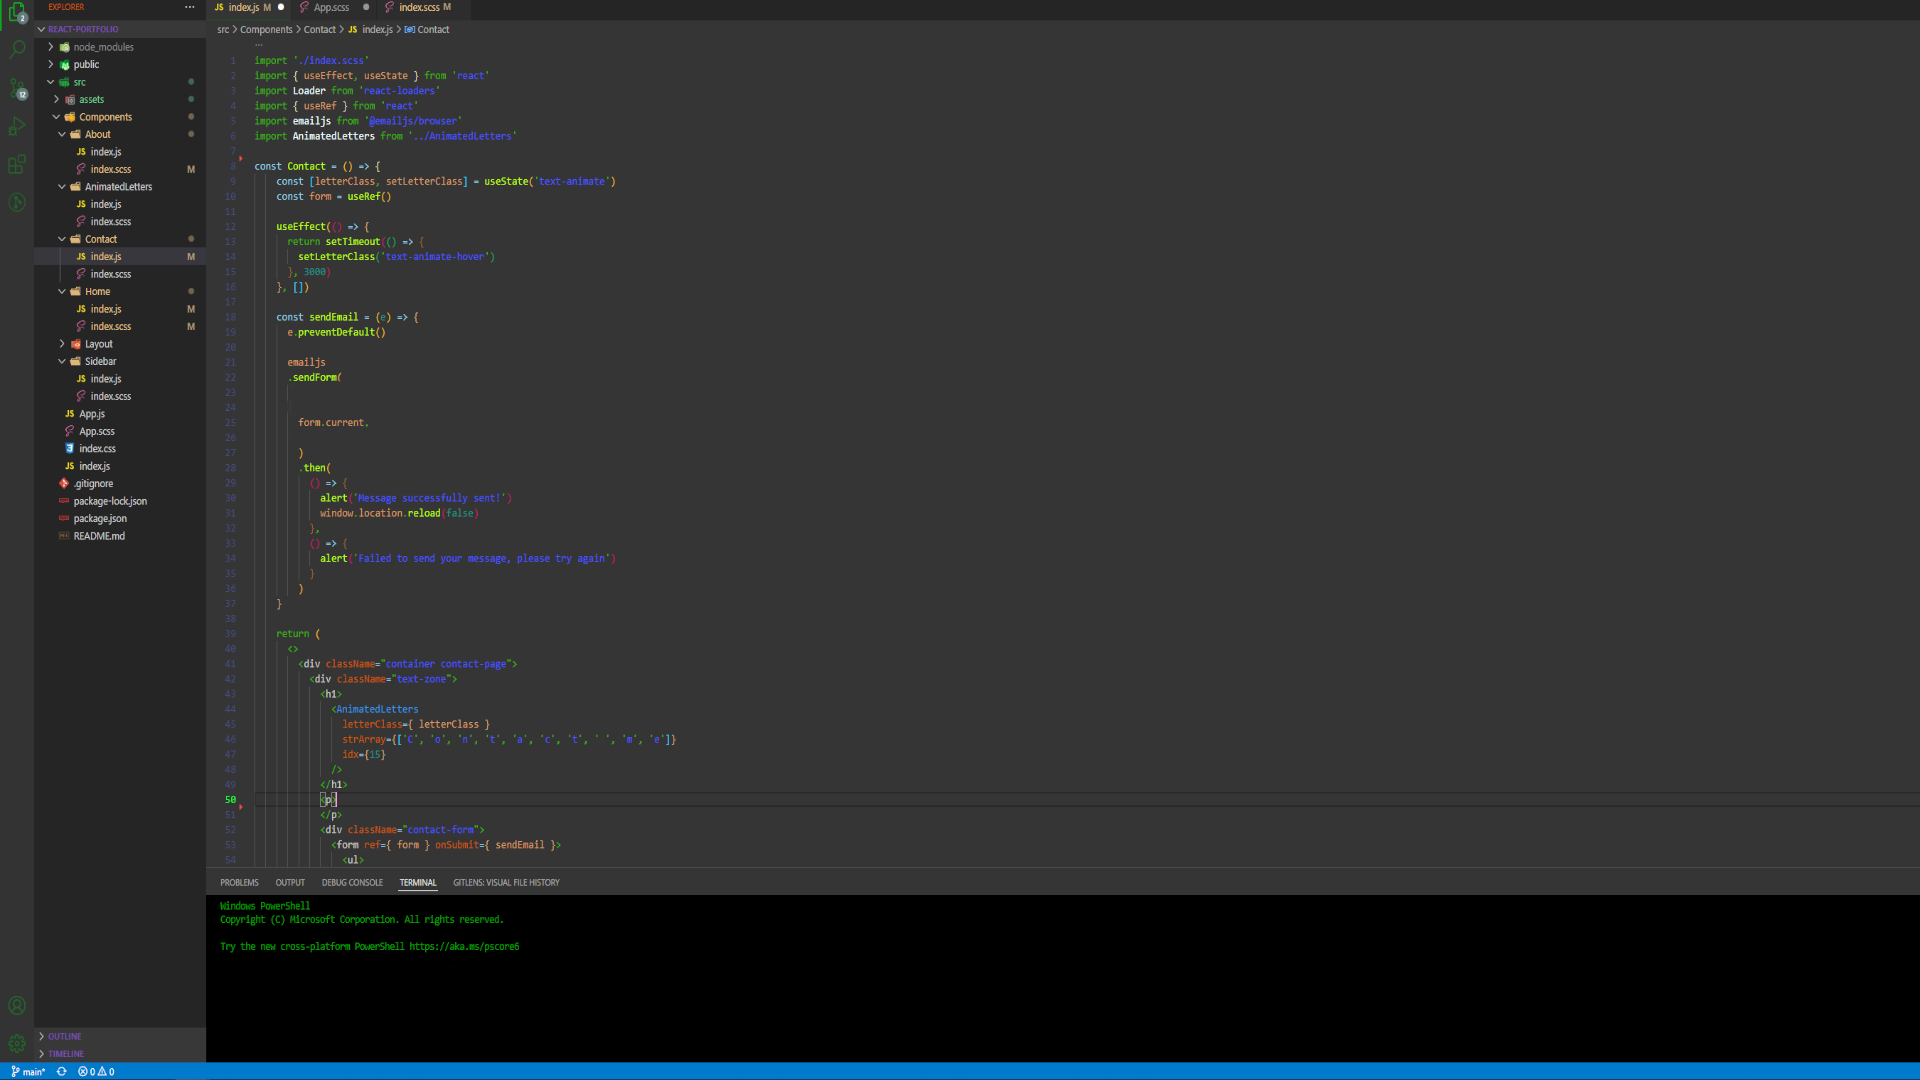 EXPLORER
REACT-PORTFOLIO
node_modules
public
src
assets
Components
About
index.js
index.scss M
AnimatedLetters
index.js
index.scss
Contact
index.js M
index.scss
Home
index.js M
index.scss M
Layout
Sidebar
index.js
index.scss
App.js
App.scss
index.css
index.js
.gitignore
package-lock.json
package.json
README.md
OUTLINE
TIMELINE
2
12
JS index.js M App.scss index.scss M
src > Components > Contact > JS index.js > Contact
...
1 import './index.scss'
2 import { useEffect, useState } from 'react'
3 import Loader from 'react-loaders'
4 import { useRef } from 'react'
5 import emailjs from '@emailjs/browser'
6 import AnimatedLetters from '../AnimatedLetters'
7
8 const Contact = () => {
9 const [letterClass, setLetterClass] = useState('text-animate')
10 const form = useRef()
11
12 useEffect(() => {
13 return setTimeout(() => {
14 setLetterClass('text-animate-hover')
15 }, 3000)
16 }, [])
17
18 const sendEmail = (e) => {
19 e.preventDefault()
20
21 emailjs
22 .sendForm(
23
24
25 form.current,
26
27 )
28 .then(
29 () => {
30 alert('Message successfully sent!')
31 window.location.reload(false)
32 },
33 () => {
34 alert('Failed to send your message, please try again')
35 }
36 )
37 }
38
39 return (
40 <>
41 <div className="container contact-page">
42 <div className="text-zone">
43 <h1>
44 <AnimatedLetters
45 letterClass={ letterClass }
46 strArray={['C', 'o', 'n', 't', 'a', 'c', 't', ' ', 'm', 'e']}
47 idx={15}
48 />
49 </h1>
50 <p>
51 </p>
52 <div className="contact-form">
53 <form ref={ form } onSubmit={ sendEmail }>
54 <ul>
PROBLEMS OUTPUT DEBUG CONSOLE TERMINAL GITLENS: VISUAL FILE HISTORY
Windows PowerShell
Copyright (C) Microsoft Corporation. All rights reserved.
Try the new cross-platform PowerShell https://aka.ms/pscore6
main* 0 0